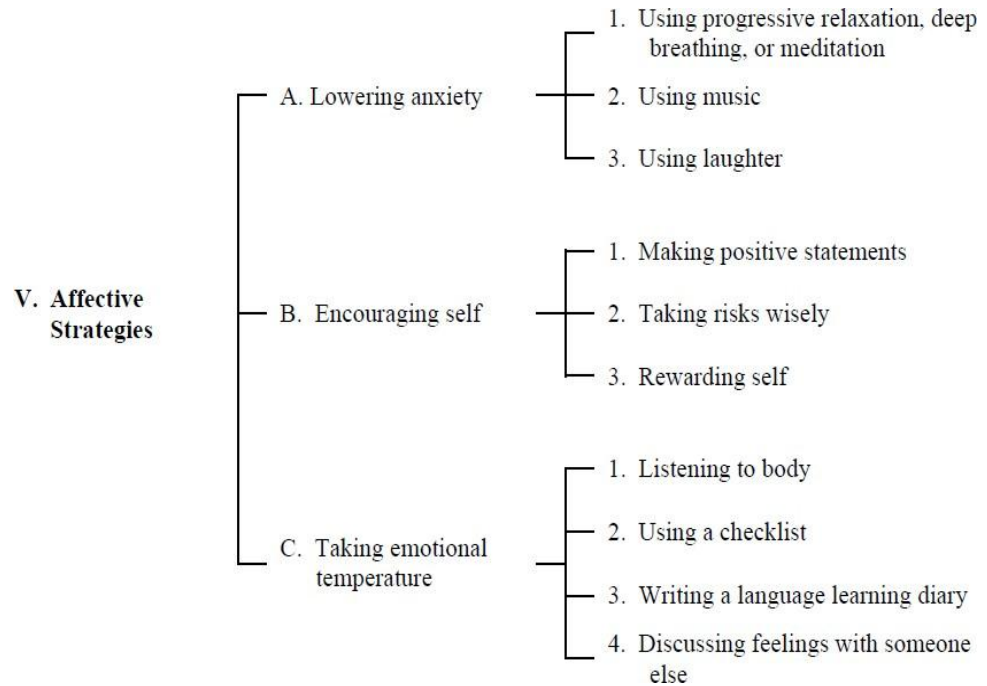 1. Using progressive relaxation, deep
breathing, or meditation
A. Lowering anxiety
2. Using music
3. Using laughter
1. Making positive statements
V. Affective
Strategies
B. Encouraging self
2. Taking risks wisely
3. Rewarding self
1. Listening to body
2. Using a checklist
C. Taking emotional
temperature
3. Writing a language learning diary
4. Discussing feelings with someone
else